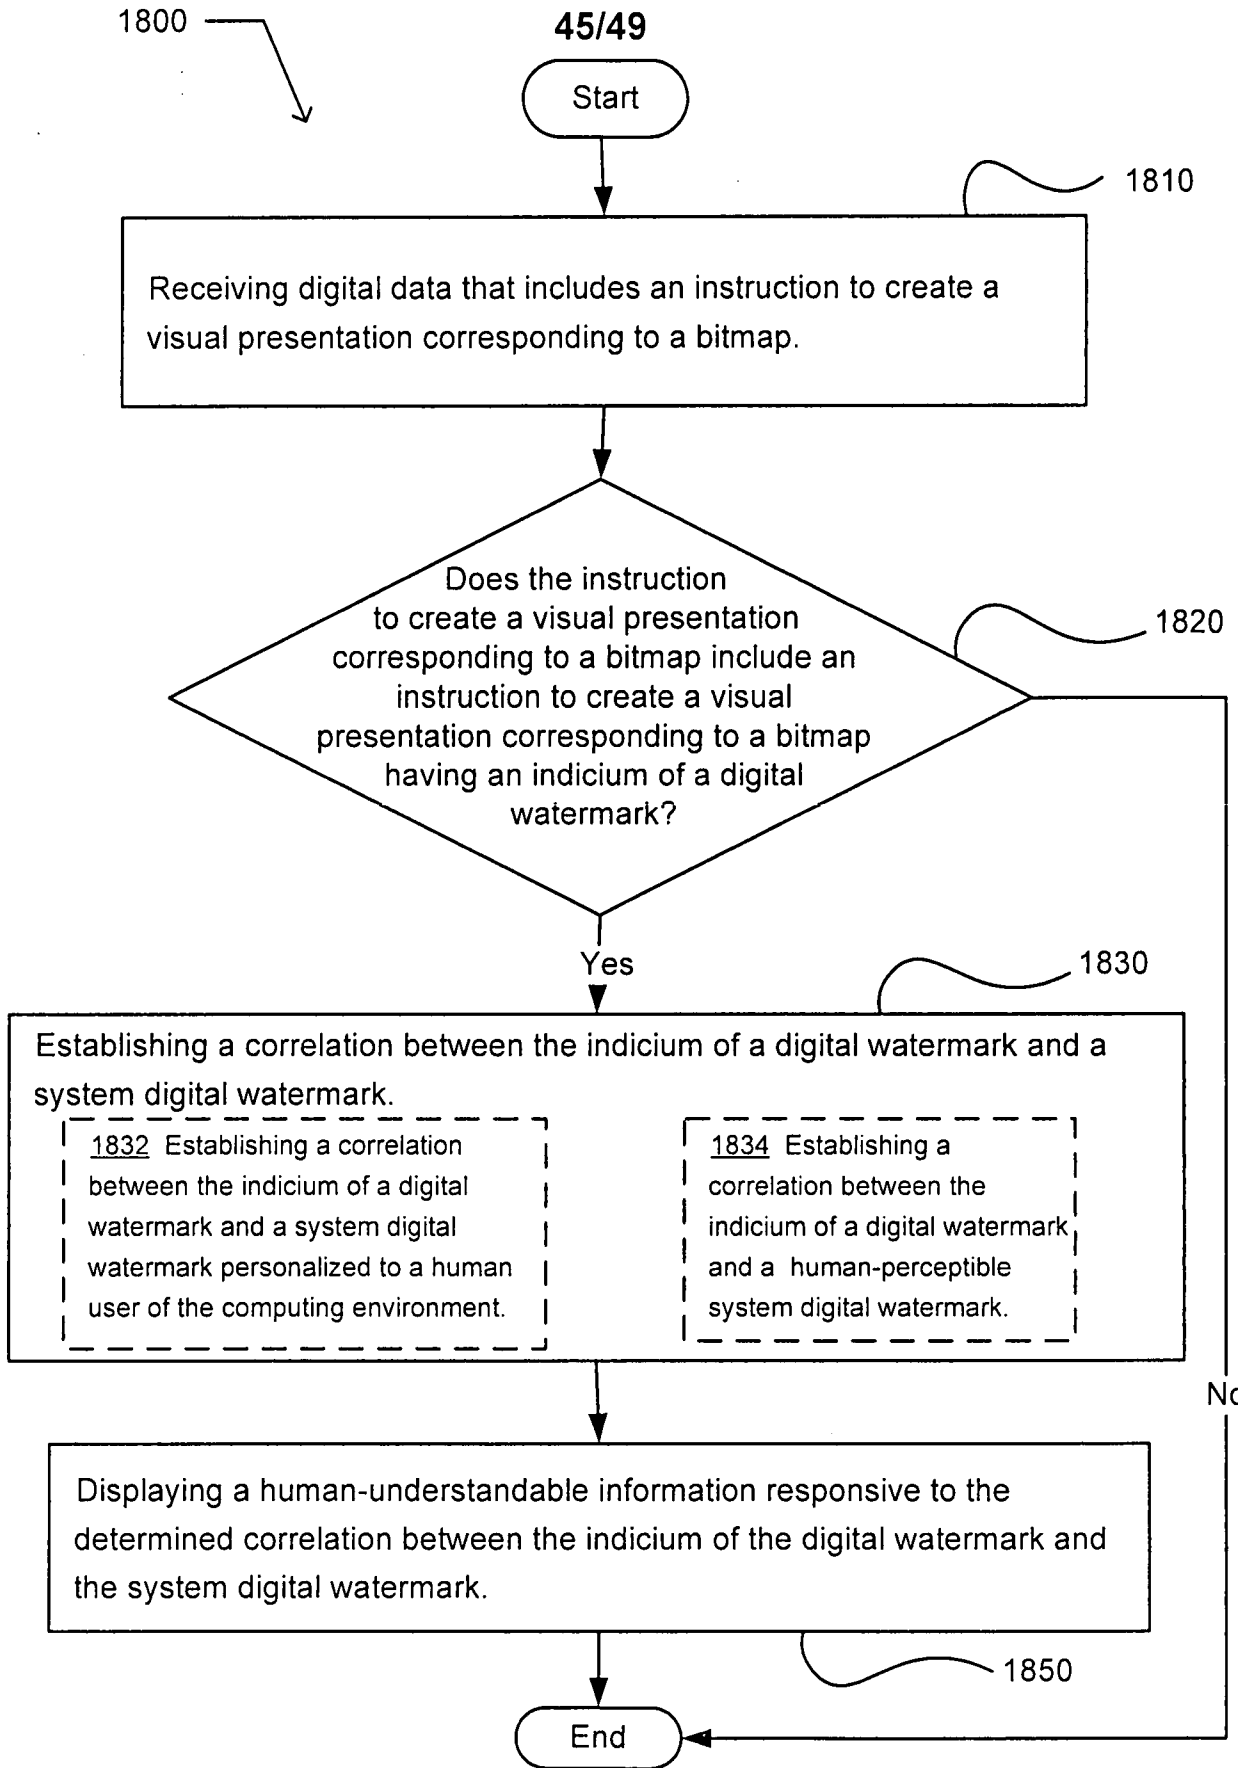 1800
45/49
Start
1810
Receiving digital data that includes an instruction to create a
visual presentation corresponding to a bitmap.
Does the instruction
to create a visual presentation
corresponding to a bitmap include an
instruction to create a visual
presentation corresponding to a bitmap
having an indicium of a digital
watermark?
1820
Yes
1830
Establishing a correlation between the indicium of a digital watermark and a
system digital watermark.
1832 Establishing a correlation
between the indicium of a digital
watermark and a system digital
watermark personalized to a human
user of the computing environment.
1834 Establishing a
correlation between the
indicium of a digital watermark
and a human-perceptible
system digital watermark.
No
Displaying a human-understandable information responsive to the
determined correlation between the indicium of the digital watermark and
the system digital watermark.
1850
End